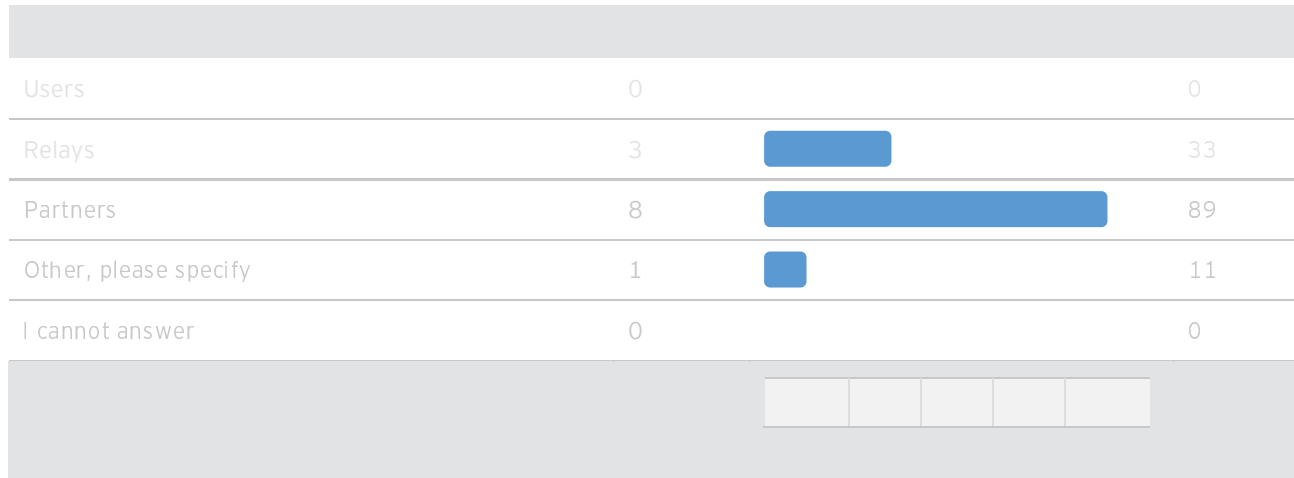 Users 0 0
Relays 3 33
Partners 8 89
Other, please specify 1 11
I cannot answer 0 0